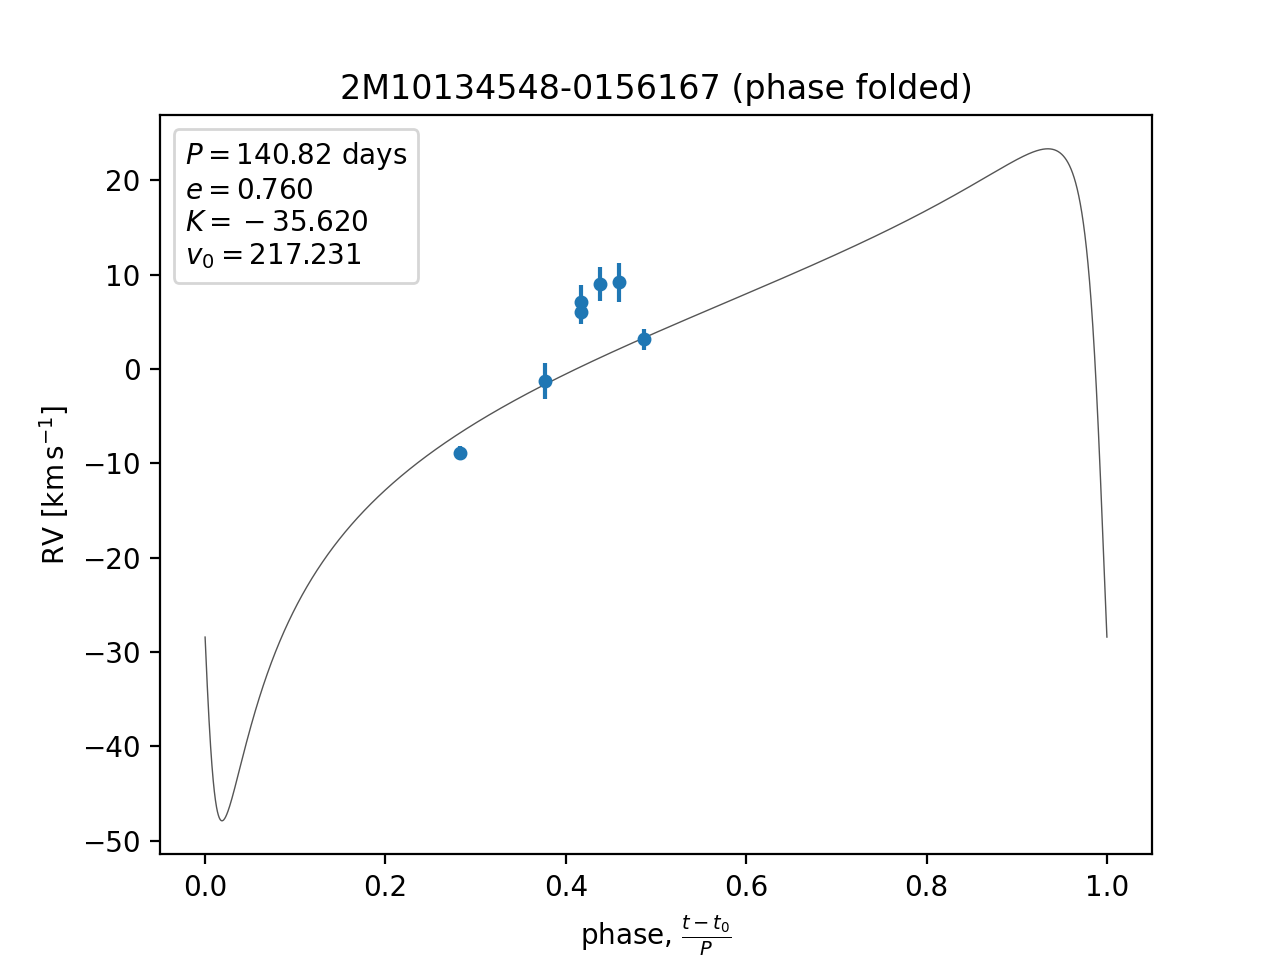 2M10134548-0156167 (phase folded)
P = 140.82 days
e = 0.760
K = −35.620
v₀ = 217.231
20
10
0
−10
−20
−30
−40
−50
RV [km s⁻¹]
0.0 0.2 0.4 0.6 0.8 1.0
phase, (t − t₀)/P